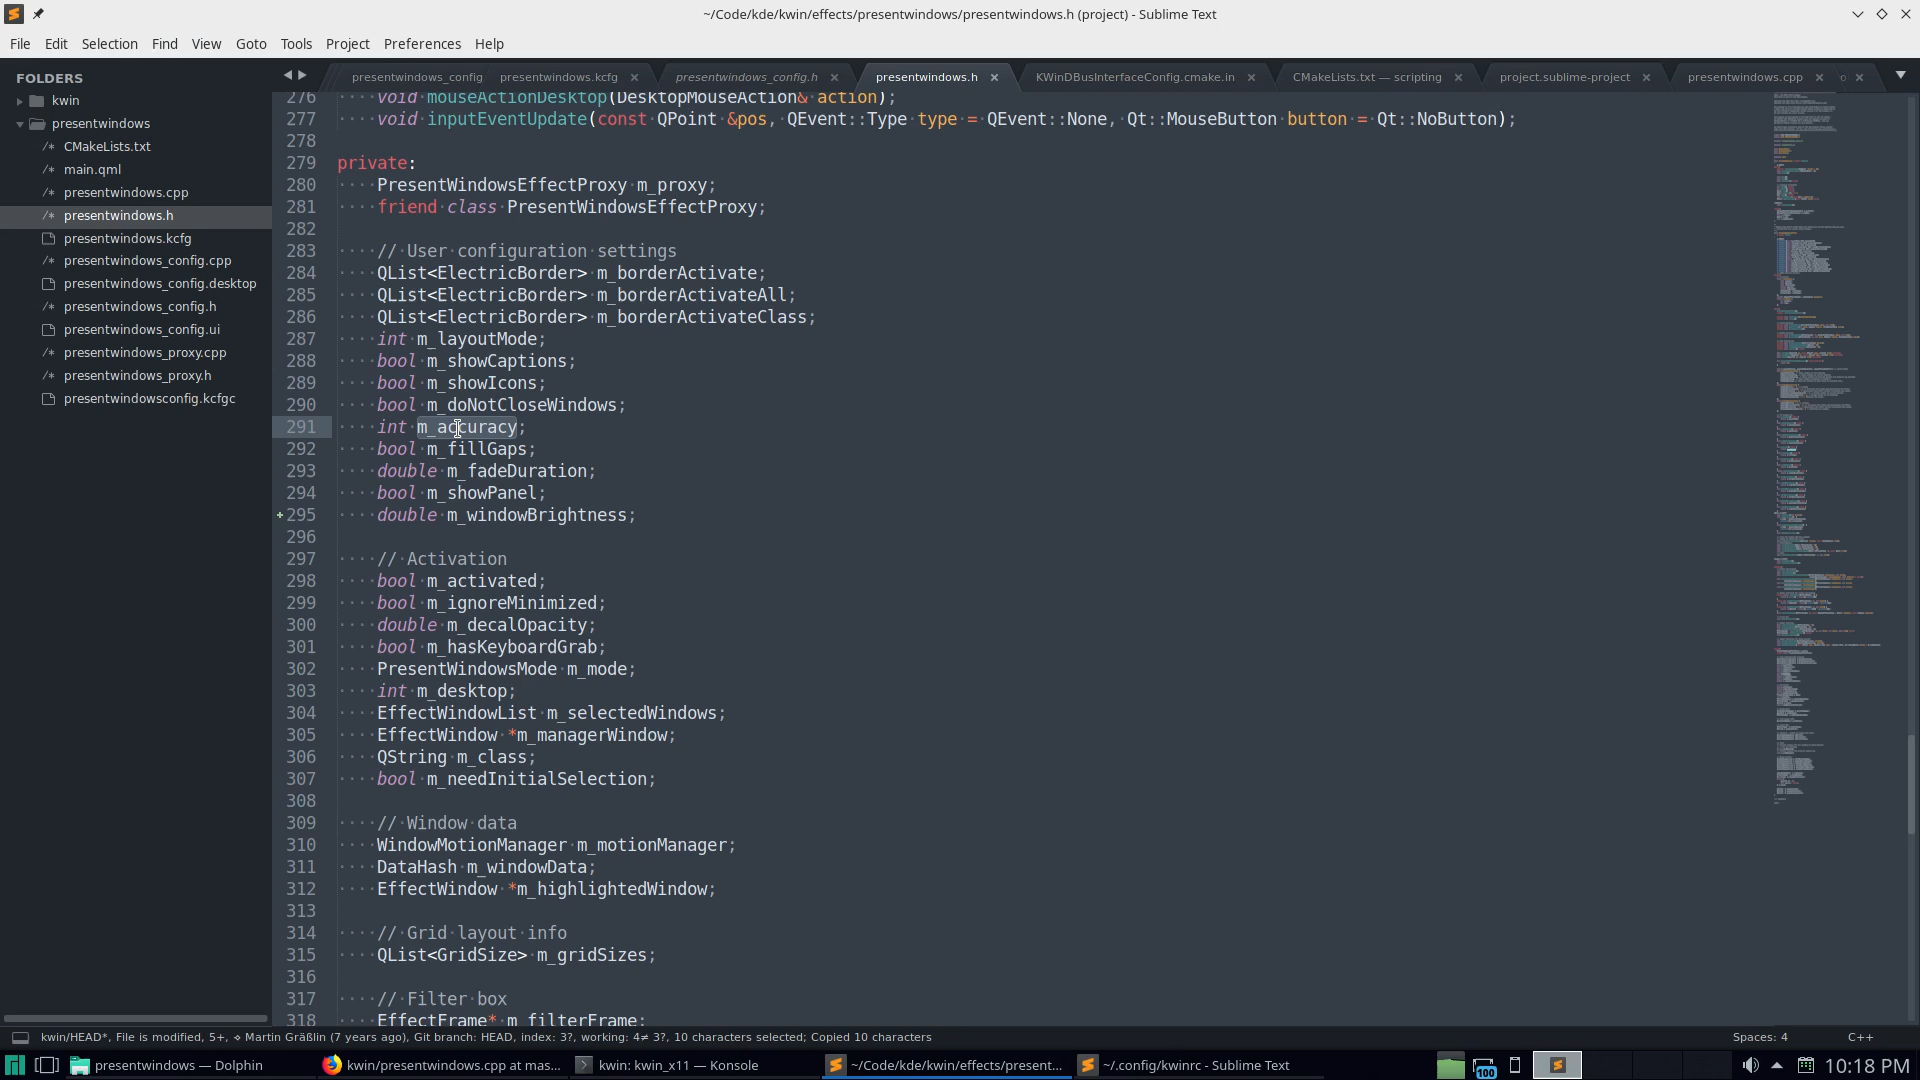 ~/Code/kde/kwin/effects/presentwindows/presentwindows.h (project) - Sublime Text
File Edit Selection Find View Goto Tools Project Preferences Help
FOLDERS
kwin
presentwindows
/* CMakeLists.txt
/* main.qml
/* presentwindows.cpp
/* presentwindows.h
presentwindows.kcfg
/* presentwindows_config.cpp
presentwindows_config.desktop
/* presentwindows_config.h
presentwindows_config.ui
/* presentwindows_proxy.cpp
/* presentwindows_proxy.h
presentwindowsconfig.kcfgc
presentwindows_config presentwindows.kcfg presentwindows_config.h presentwindows.h KWinDBusInterfaceConfig.cmake.in CMakeLists.txt — scripting project.sublime-project presentwindows.cpp
276 ····void mouseActionDesktop(DesktopMouseAction& action);
277 ····void inputEventUpdate(const QPoint &pos, QEvent::Type type = QEvent::None, Qt::MouseButton button = Qt::NoButton);
278
279 private:
280 ····PresentWindowsEffectProxy m_proxy;
281 ····friend class PresentWindowsEffectProxy;
282
283 ····//·User·configuration·settings
284 ····QList<ElectricBorder>·m_borderActivate;
285 ····QList<ElectricBorder>·m_borderActivateAll;
286 ····QList<ElectricBorder>·m_borderActivateClass;
287 ····int·m_layoutMode;
288 ····bool·m_showCaptions;
289 ····bool·m_showIcons;
290 ····bool·m_doNotCloseWindows;
291 ····int·m_accuracy;
292 ····bool·m_fillGaps;
293 ····double·m_fadeDuration;
294 ····bool·m_showPanel;
+ 295 ····double·m_windowBrightness;
296
297 ····//·Activation
298 ····bool·m_activated;
299 ····bool·m_ignoreMinimized;
300 ····double·m_decalOpacity;
301 ····bool·m_hasKeyboardGrab;
302 ····PresentWindowsMode·m_mode;
303 ····int·m_desktop;
304 ····EffectWindowList·m_selectedWindows;
305 ····EffectWindow·*m_managerWindow;
306 ····QString·m_class;
307 ····bool·m_needInitialSelection;
308
309 ····//·Window·data
310 ····WindowMotionManager·m_motionManager;
311 ····DataHash·m_windowData;
312 ····EffectWindow·*m_highlightedWindow;
313
314 ····//·Grid·layout·info
315 ····QList<GridSize>·m_gridSizes;
316
317 ····//·Filter·box
318 ····EffectFrame*·m_filterFrame;
kwin/HEAD*, File is modified, 5+, ⋄ Martin Gräßlin (7 years ago), Git branch: HEAD, index: 3?, working: 4≠ 3?, 10 characters selected; Copied 10 characters Spaces: 4 C++
presentwindows — Dolphin kwin/presentwindows.cpp at mas... kwin: kwin_x11 — Konsole ~/Code/kde/kwin/effects/present... ~/.config/kwinrc - Sublime Text 100 10:18 PM